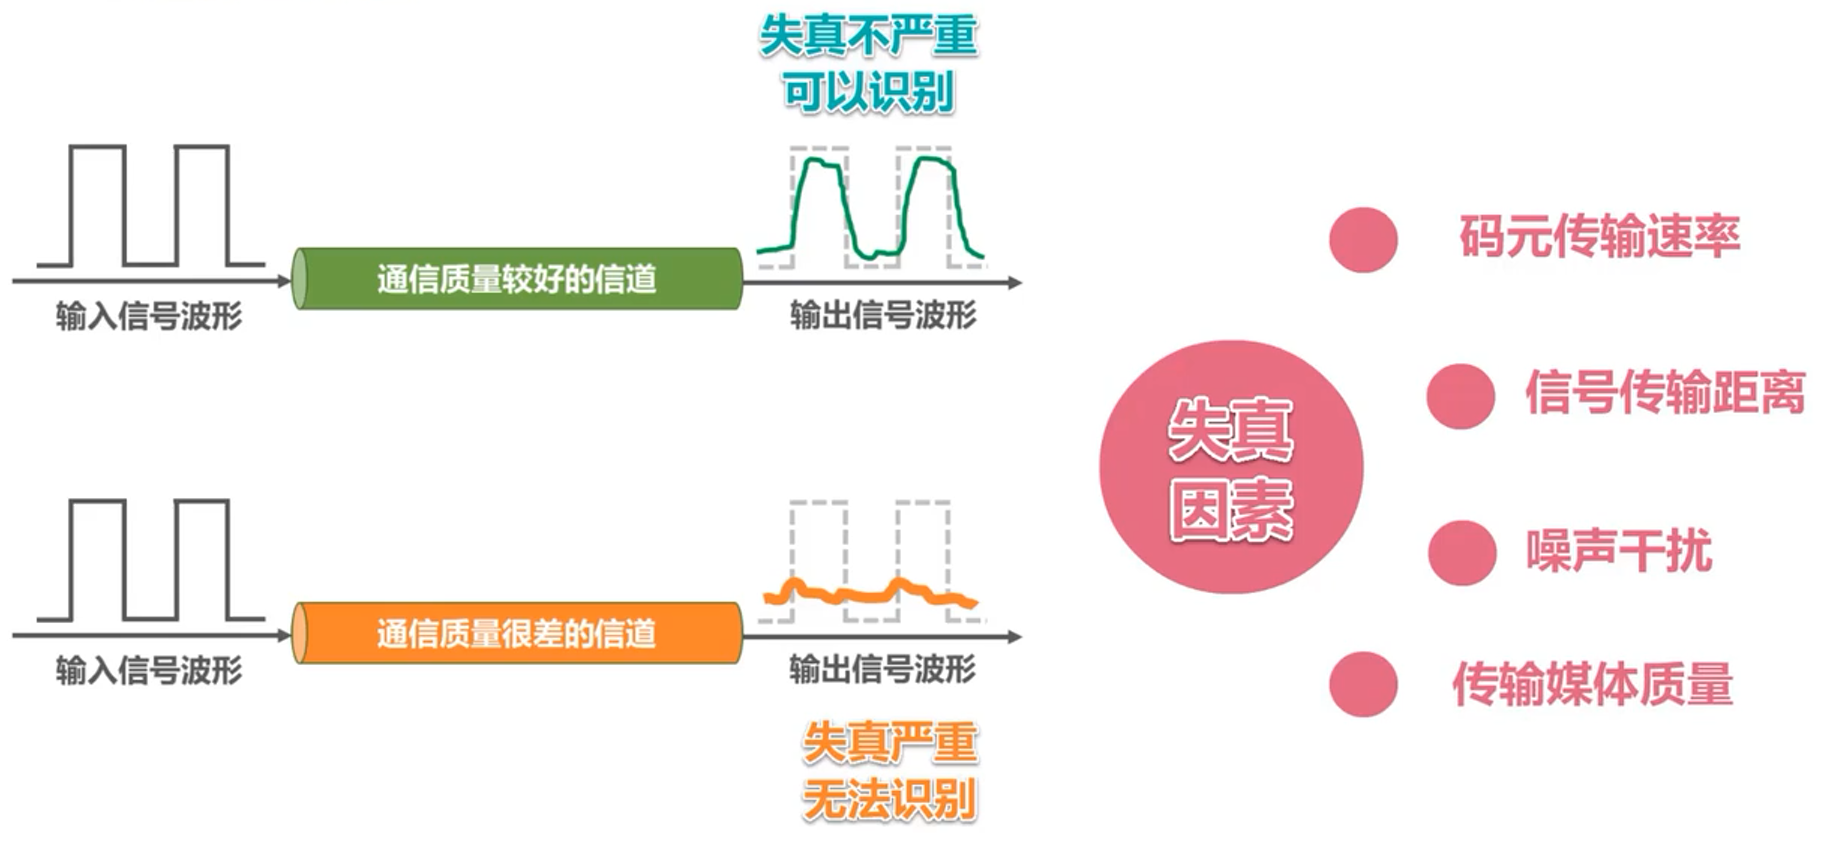 失真不严重
可以识别
通信质量较好的信道
输入信号波形
输出信号波形
通信质量很差的信道
输入信号波形
输出信号波形
失真严重
无法识别
失真
因素
码元传输速率
信号传输距离
噪声干扰
传输媒体质量